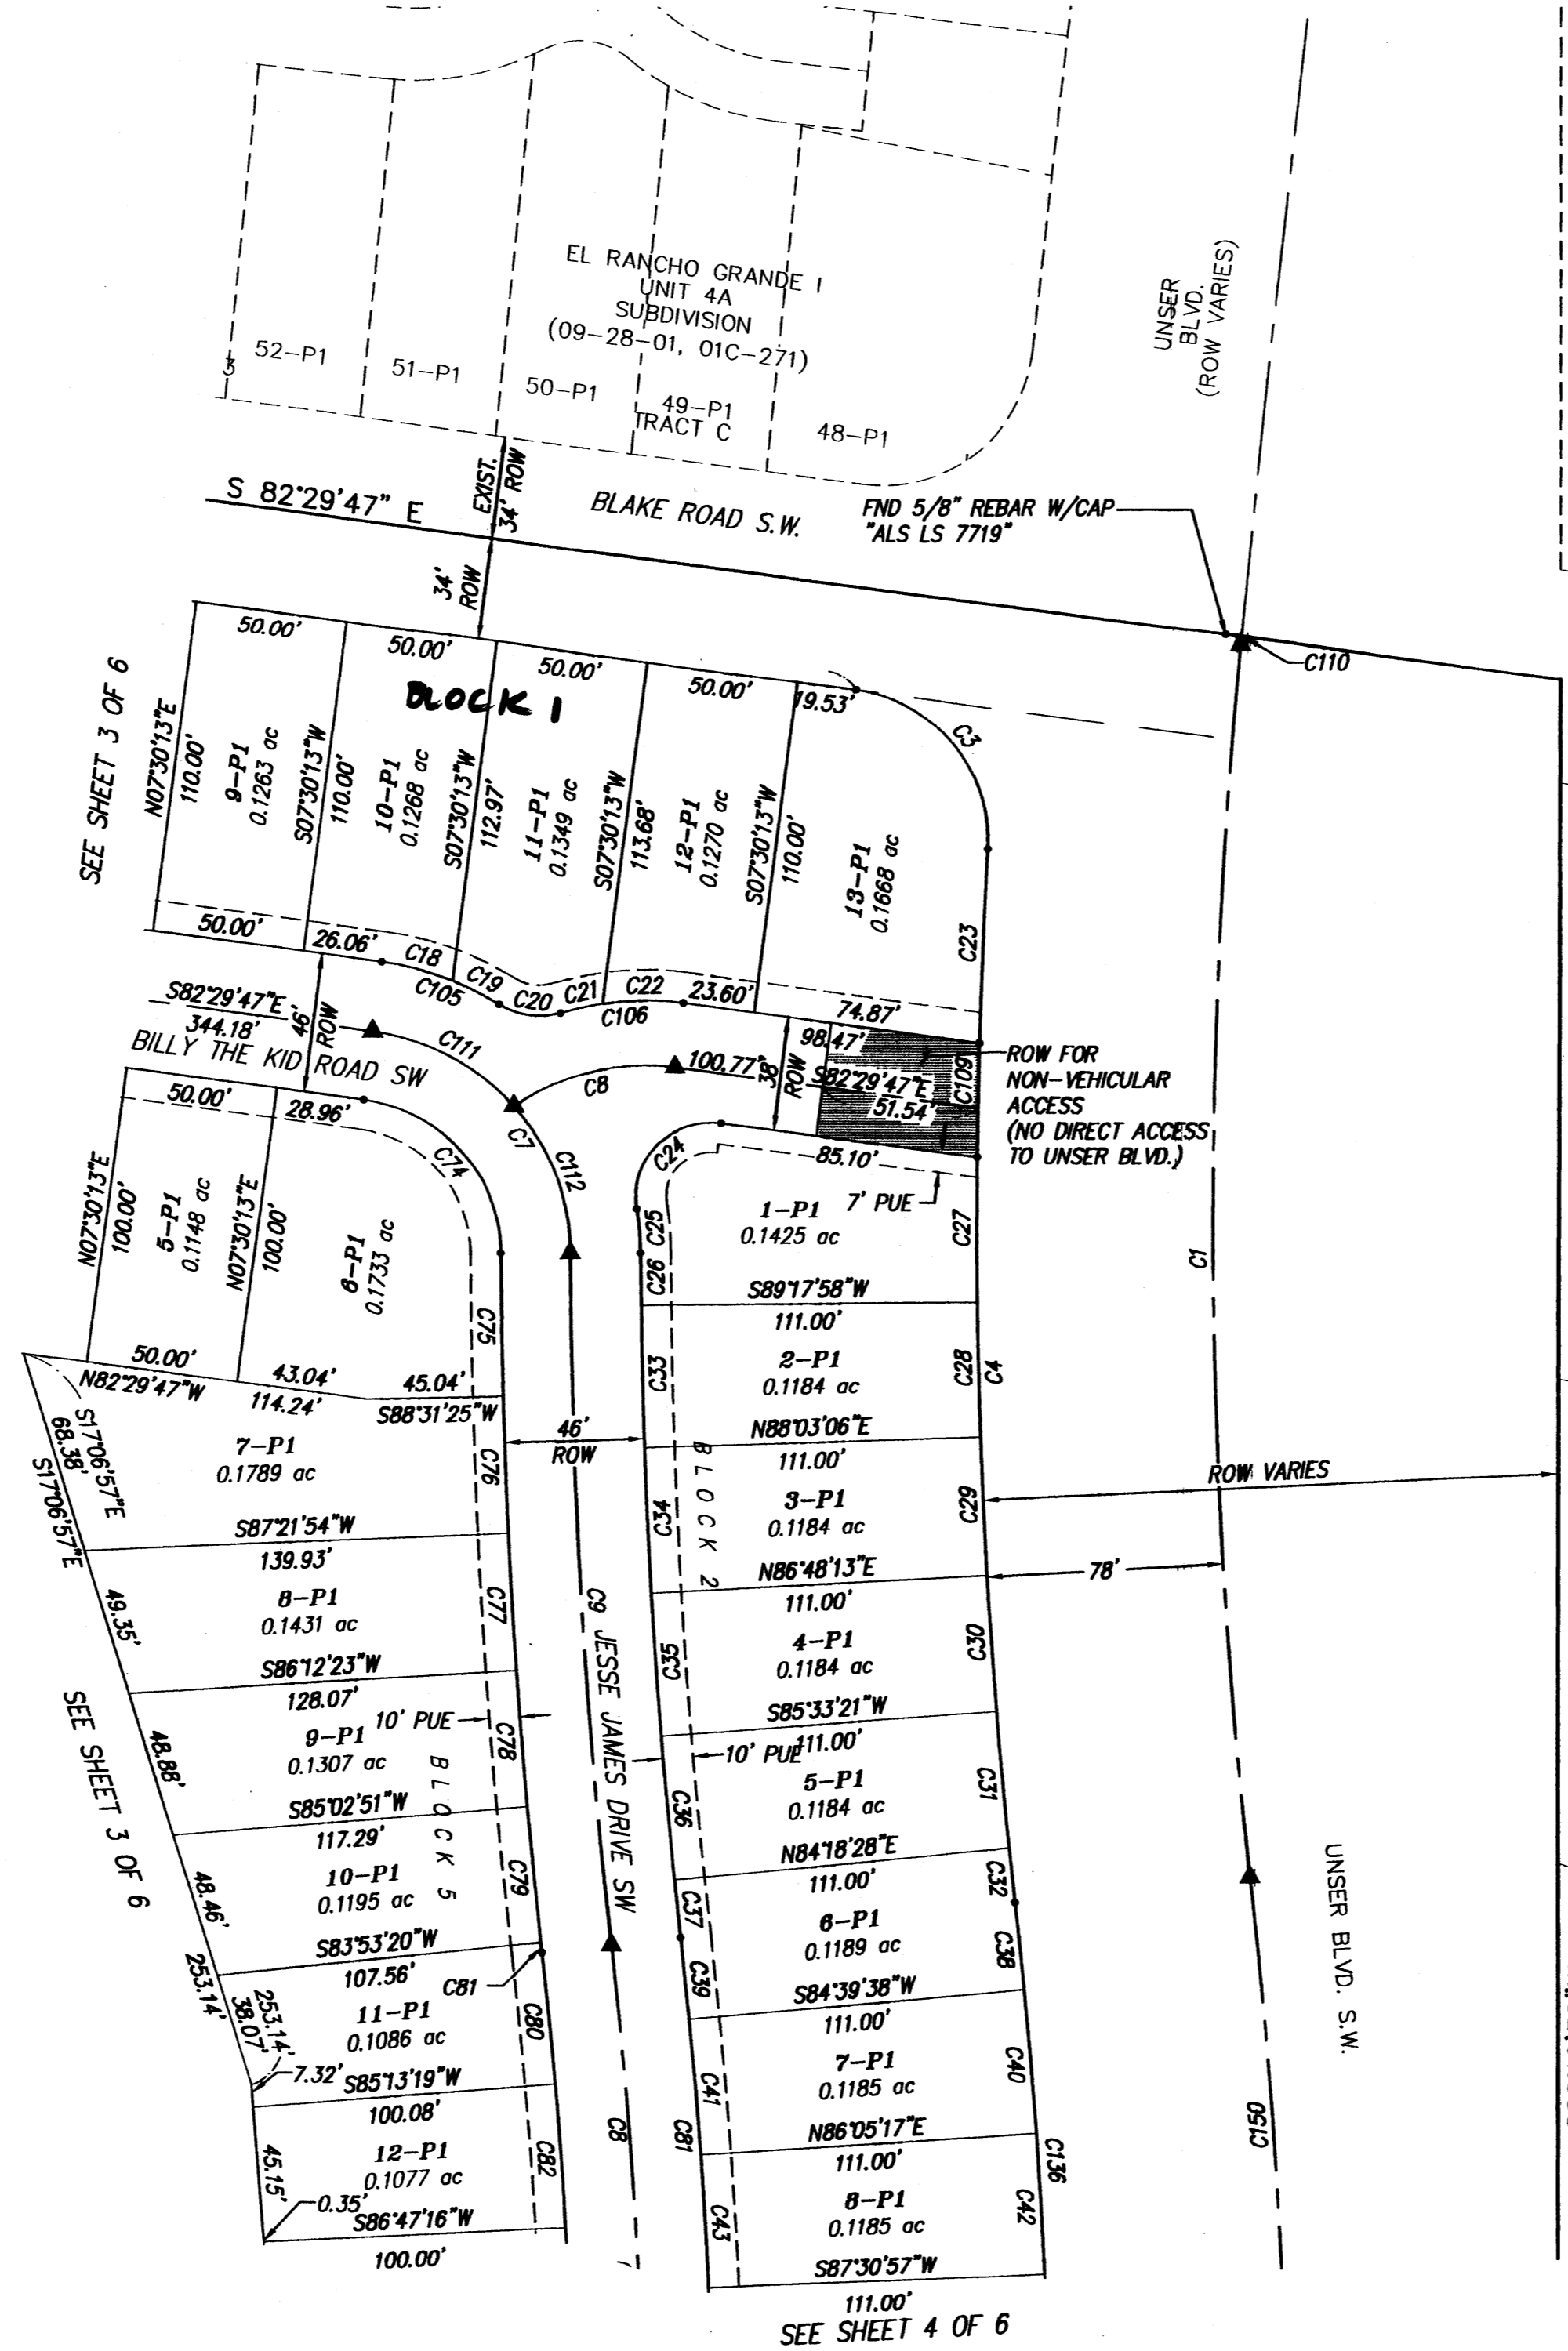 EL RANCHO GRANDE I
UNIT 4A
SUBDIVISION
(09-28-01, 01C-271)
3
52-P1
51-P1
50-P1
49-P1
TRACT C
48-P1
UNSER
BLVD.
(ROW VARIES)
S 82°29'47" E
EXIST.
34' ROW
BLAKE ROAD S.W.
FND 5/8" REBAR W/CAP
"ALS LS 7719"
34'
ROW
C110
SEE SHEET 3 OF 6
50.00'
50.00'
50.00'
50.00'
19.53'
BLOCK 1
C3
N07°30'13"E
110.00'
9-P1
0.1263 ac
S07°30'13"W
110.00'
10-P1
0.1268 ac
S07°30'13"W
112.97'
11-P1
0.1349 ac
S07°30'13"W
113.68'
12-P1
0.1270 ac
S07°30'13"W
110.00'
13-P1
0.1668 ac
C23
50.00'
26.06'
C18
C19
C105
C20
C21
C22
C106
23.60'
74.87'
98.47'
S82°29'47"E
344.18'
46'
ROW
BILLY THE KID ROAD SW
C111
C8
100.77'
38'
ROW
S82°29'47"E
51.54'
C109
ROW FOR
NON-VEHICULAR
ACCESS
(NO DIRECT ACCESS
TO UNSER BLVD.)
50.00'
28.96'
C74
C7
C112
C24
85.10'
7' PUE
N07°30'13"E
100.00'
5-P1
0.1148 ac
N07°30'13"E
100.00'
6-P1
0.1733 ac
C75
C25
C26
1-P1
0.1425 ac
C27
C1
S89°17'58"W
111.00'
50.00'
N82°29'47"W
43.04'
114.24'
45.04'
S88°31'25"W
C33
2-P1
0.1184 ac
C28
C4
N88°03'06"E
111.00'
46'
ROW
S17°06'57"E
68.38'
S17°06'57"E
7-P1
0.1789 ac
C76
BLOCK 2
C34
3-P1
0.1184 ac
C29
ROW VARIES
S87°21'54"W
139.93'
N86°48'13"E
111.00'
78'
49.35'
8-P1
0.1431 ac
C77
C9
JESSE JAMES DRIVE SW
C35
4-P1
0.1184 ac
C30
S86°12'23"W
128.07'
S85°33'21"W
111.00'
SEE SHEET 3 OF 6
48.88'
9-P1
0.1307 ac
10' PUE
C78
BLOCK 5
10' PUE
C36
5-P1
0.1184 ac
C31
S85°02'51"W
117.29'
N84°18'28"E
111.00'
48.46'
10-P1
0.1195 ac
C79
C37
6-P1
0.1189 ac
C32
C38
UNSER BLVD. S.W.
S83°53'20"W
107.56'
C81
C39
S84°39'38"W
111.00'
253.14'
253.14'
38.07'
11-P1
0.1086 ac
C80
7-P1
0.1185 ac
C40
C41
7.32'
S85°13'19"W
100.08'
C8
C81
N86°05'17"E
111.00'
C136
C150
45.15'
12-P1
0.1077 ac
C82
0.35'
C43
8-P1
0.1185 ac
C42
S86°47'16"W
100.00'
S87°30'57"W
111.00'
SEE SHEET 4 OF 6